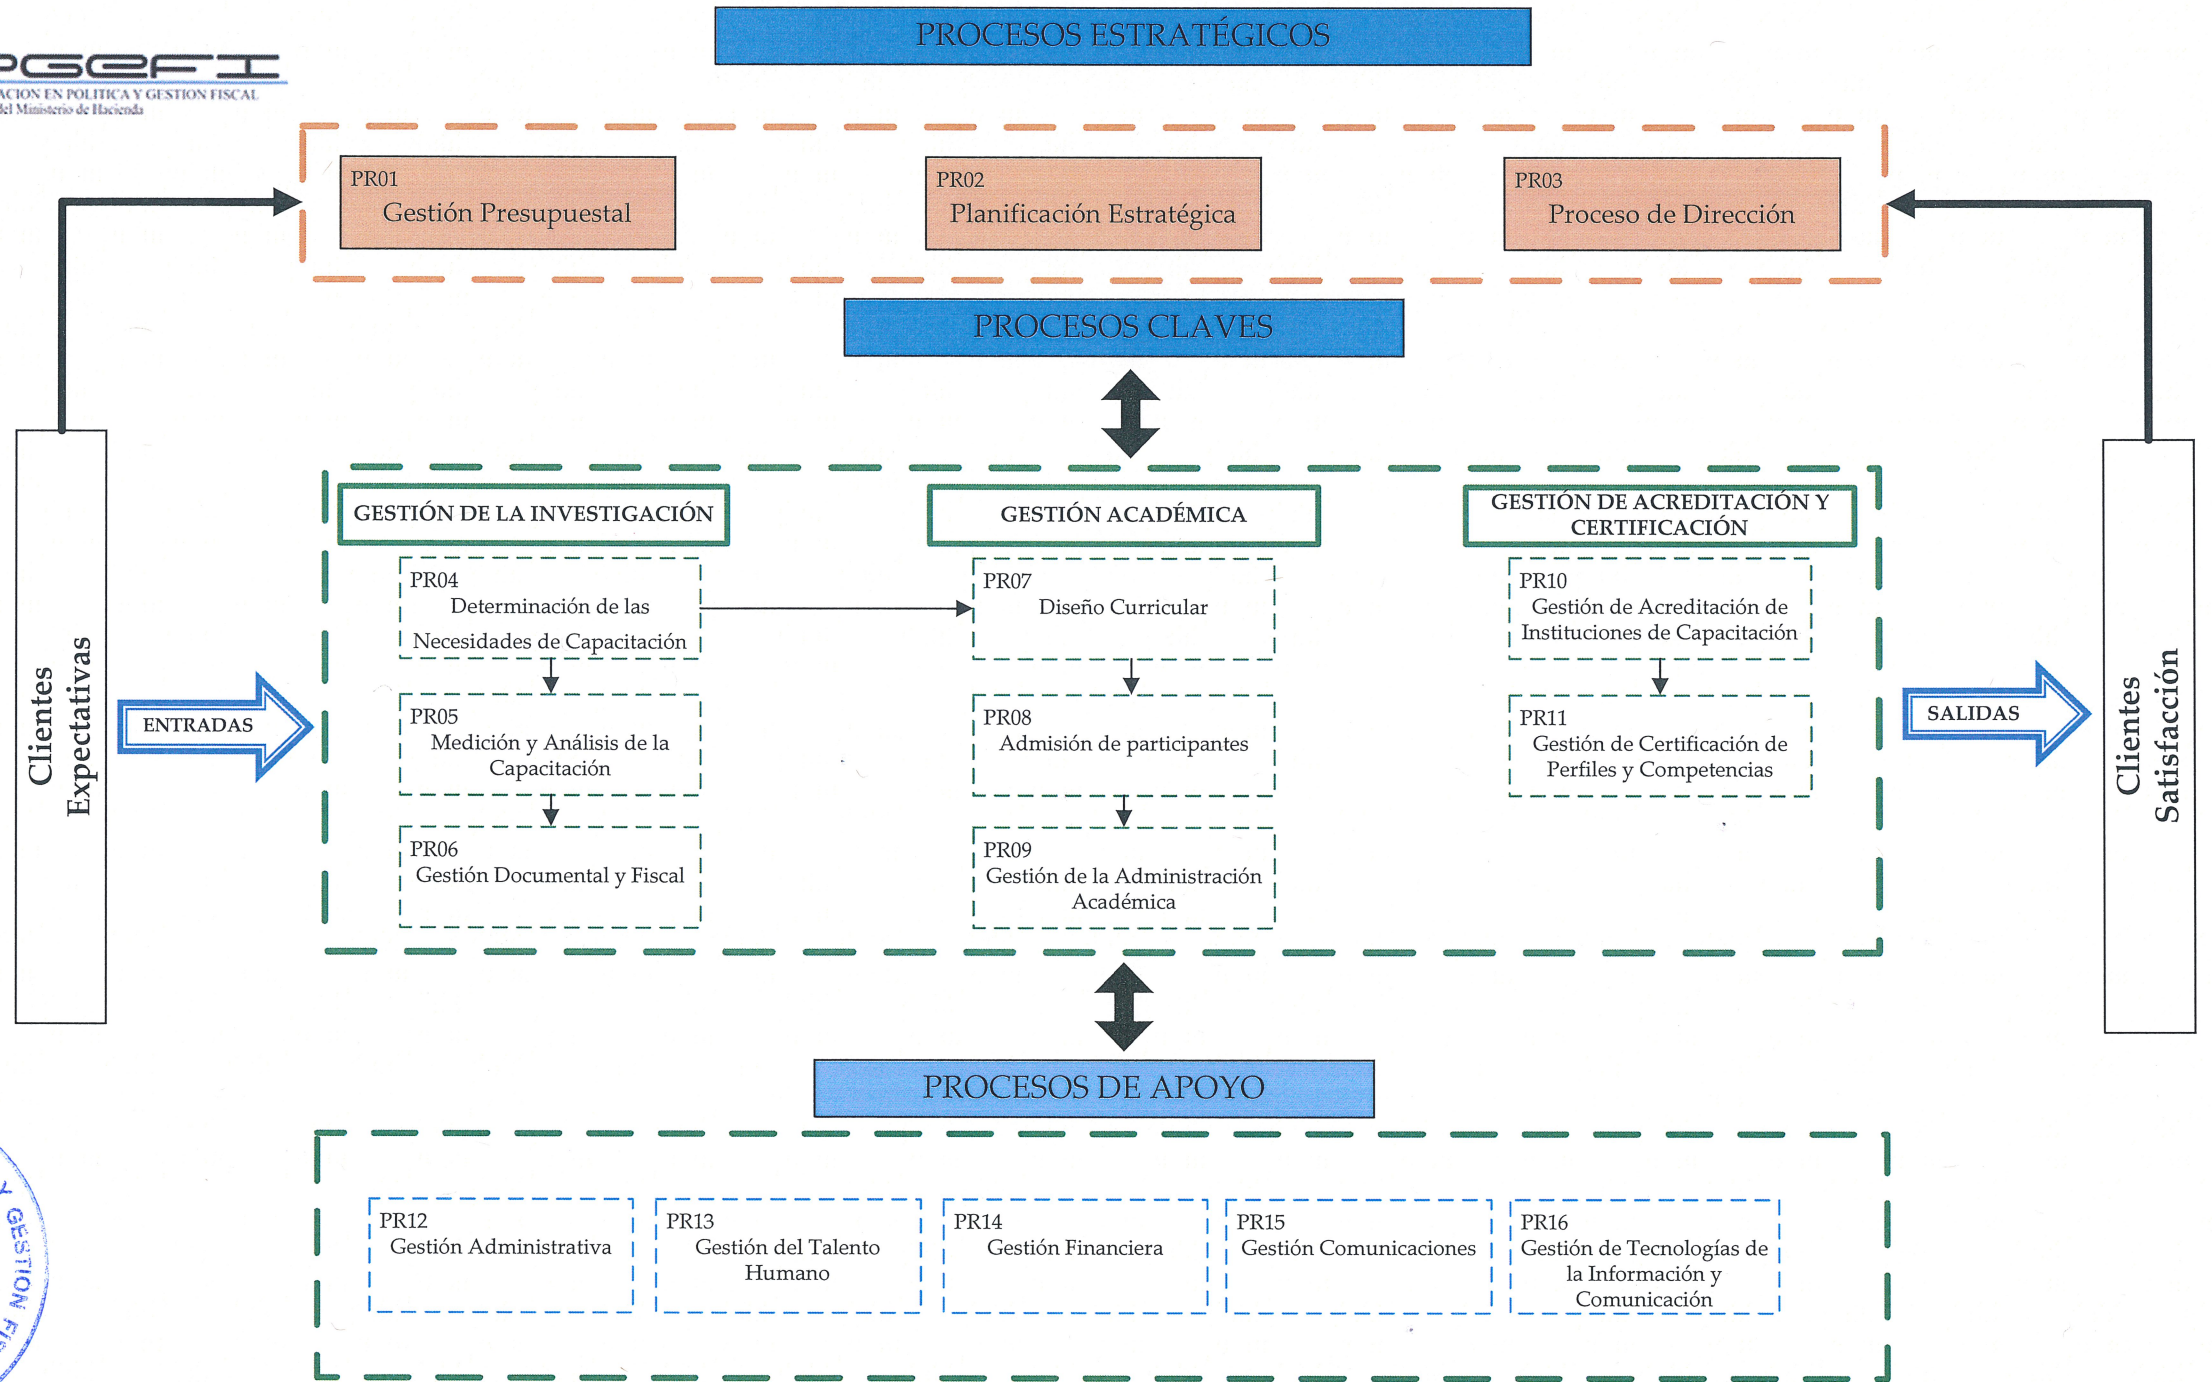 PROCESOS ESTRATÉGICOS
PGEFI
ACION EN POLITICA Y GESTION FISCAL
del Ministerio de Hacienda
PR01
Gestión Presupuestal
PR02
Planificación Estratégica
PR03
Proceso de Dirección
PROCESOS CLAVES
GESTIÓN DE LA INVESTIGACIÓN
GESTIÓN ACADÉMICA
GESTIÓN DE ACREDITACIÓN Y
CERTIFICACIÓN
PR04
Determinación de las
Necesidades de Capacitación
PR07
Diseño Curricular
PR10
Gestión de Acreditación de
Instituciones de Capacitación
Clientes
Expectativas
ENTRADAS
PR05
Medición y Análisis de la
Capacitación
PR08
Admisión de participantes
PR11
Gestión de Certificación de
Perfiles y Competencias
SALIDAS
Clientes
Satisfacción
PR06
Gestión Documental y Fiscal
PR09
Gestión de la Administración
Académica
PROCESOS DE APOYO
PR12
Gestión Administrativa
PR13
Gestión del Talento
Humano
PR14
Gestión Financiera
PR15
Gestión Comunicaciones
PR16
Gestión de Tecnologías de
la Información y
Comunicación
Y GESTION